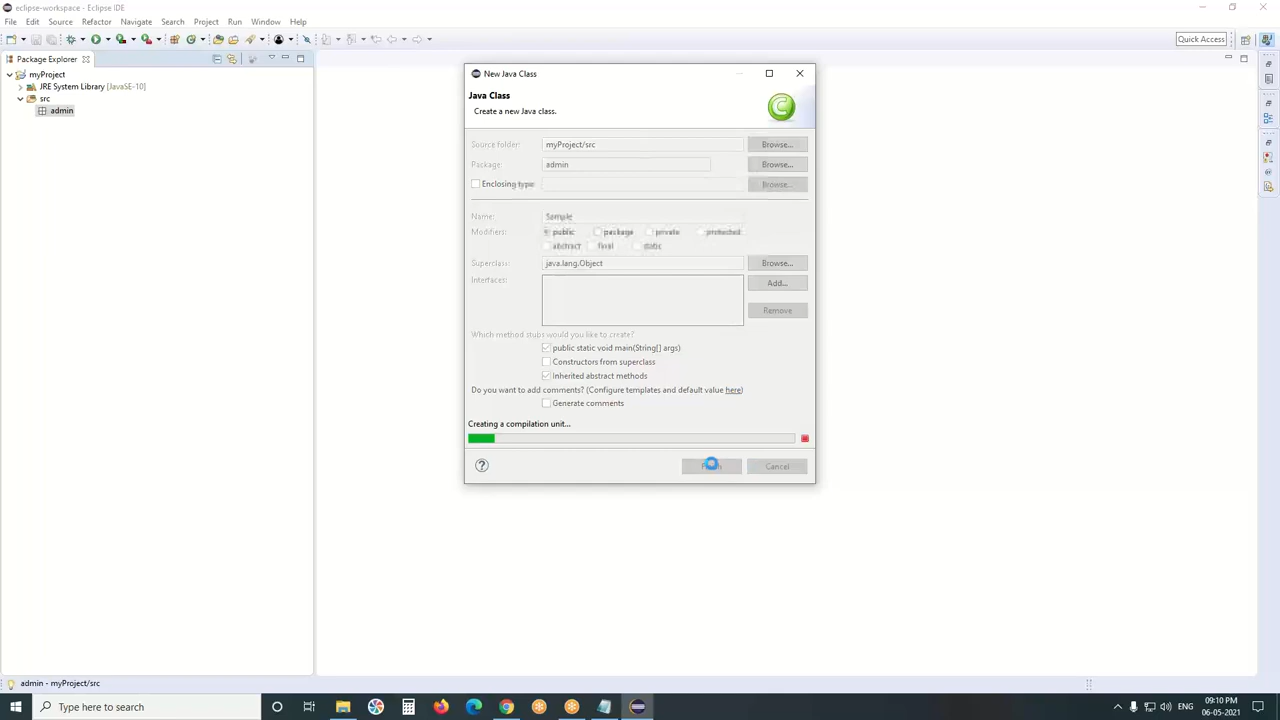 eclipse-workspace - Eclipse IDE
File Edit Source Refactor Navigate Search Project Run Window Help
Quick Access
Package Explorer
myProject
JRE System Library [JavaSE-10]
src
admin
New Java Class
Java Class
Create a new Java class.
Source folder: myProject/src Browse...
Package: admin Browse...
Enclosing type: Browse...
Name: Sample
Modifiers: public package private protected
abstract final static
Superclass: java.lang.Object Browse...
Interfaces: Add...
Remove
Which method stubs would you like to create?
public static void main(String[] args)
Constructors from superclass
Inherited abstract methods
Do you want to add comments? (Configure templates and default value here)
Generate comments
Creating a compilation unit...
Cancel
admin - myProject/src
Type here to search
ENG
09:10 PM
06-05-2021